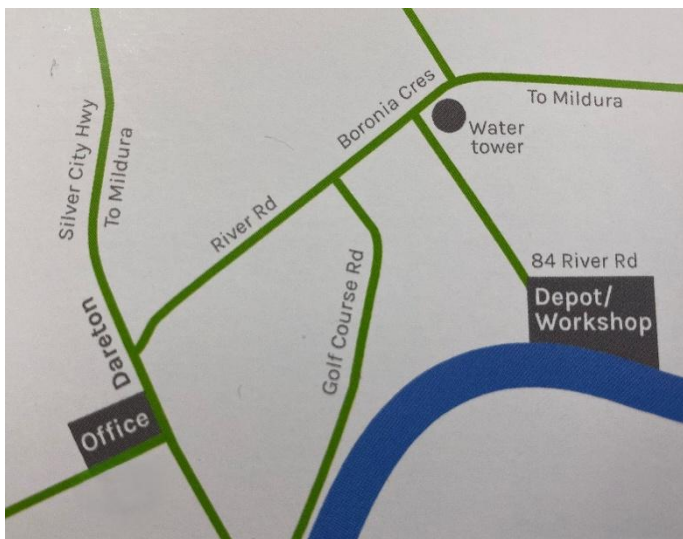 Silver City Hwy
To Mildura
Boronia Cres
To Mildura
Water
tower
River Rd
Golf Course Rd
84 River Rd
Depot/
Workshop
Dareton
Office